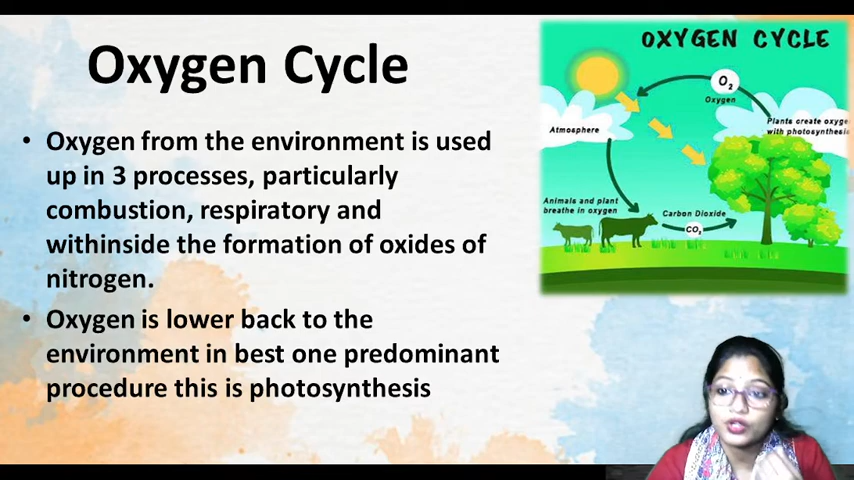 Oxygen Cycle
• Oxygen from the environment is used
up in 3 processes, particularly
combustion, respiratory and
withinside the formation of oxides of
nitrogen.
• Oxygen is lower back to the
environment in best one predominant
procedure this is photosynthesis
OXYGEN CYCLE
O₂
Oxygen
Plants create oxyge
with photosynthesis
Atmosphere
Animals and plant
breathe in oxygen
Carbon Dioxide
CO₂